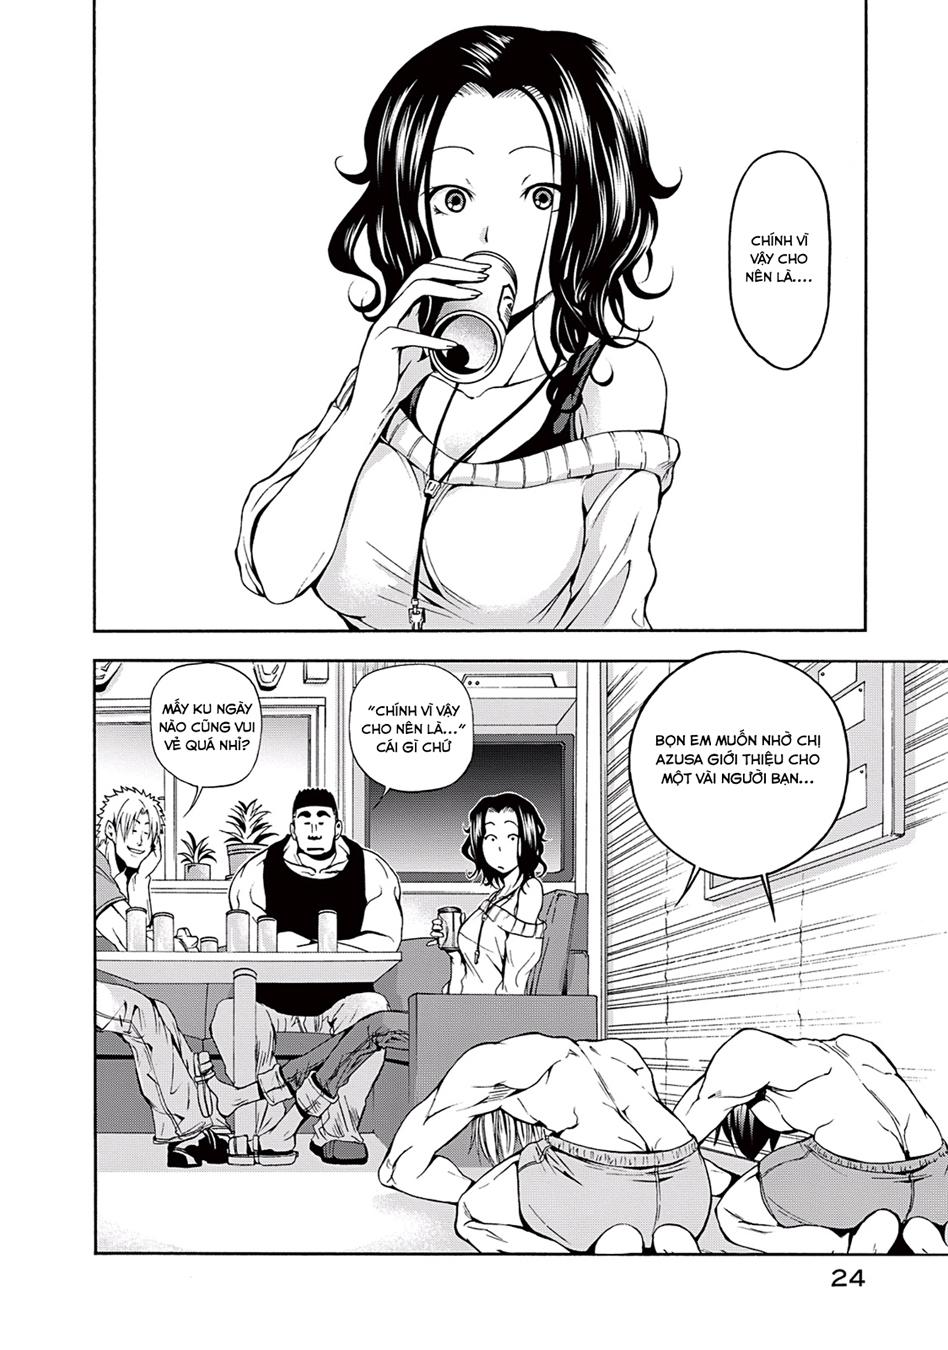 CHÍNH VÌ
VẬY CHO
NÊN LÀ....
BỌN EM MUỐN NHỜ CHỊ
AZUSA GIỚI THIỆU CHO
MỘT VÀI NGƯỜI BẠN...
"CHÍNH VÌ VẬY
CHO NÊN LÀ..."
CÁI GÌ CHỨ
MẤY KU NGÀY
NÀO CŨNG VUI
VẺ QUÁ NHỈ?
24